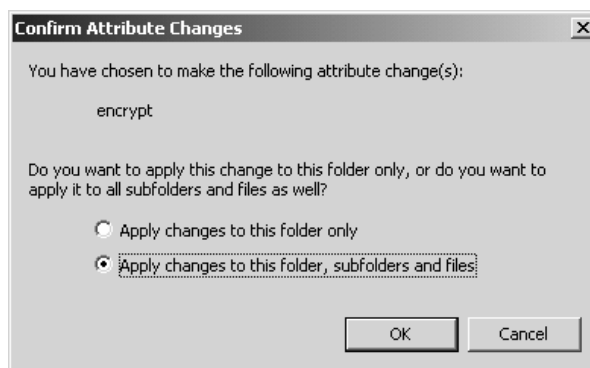 Confirm Attribute Changes
You have chosen to make the following attribute change(s):
encrypt
Do you want to apply this change to this folder only, or do you want to
apply it to all subfolders and files as well?
Apply changes to this folder only
Apply changes to this folder, subfolders and files
OK Cancel